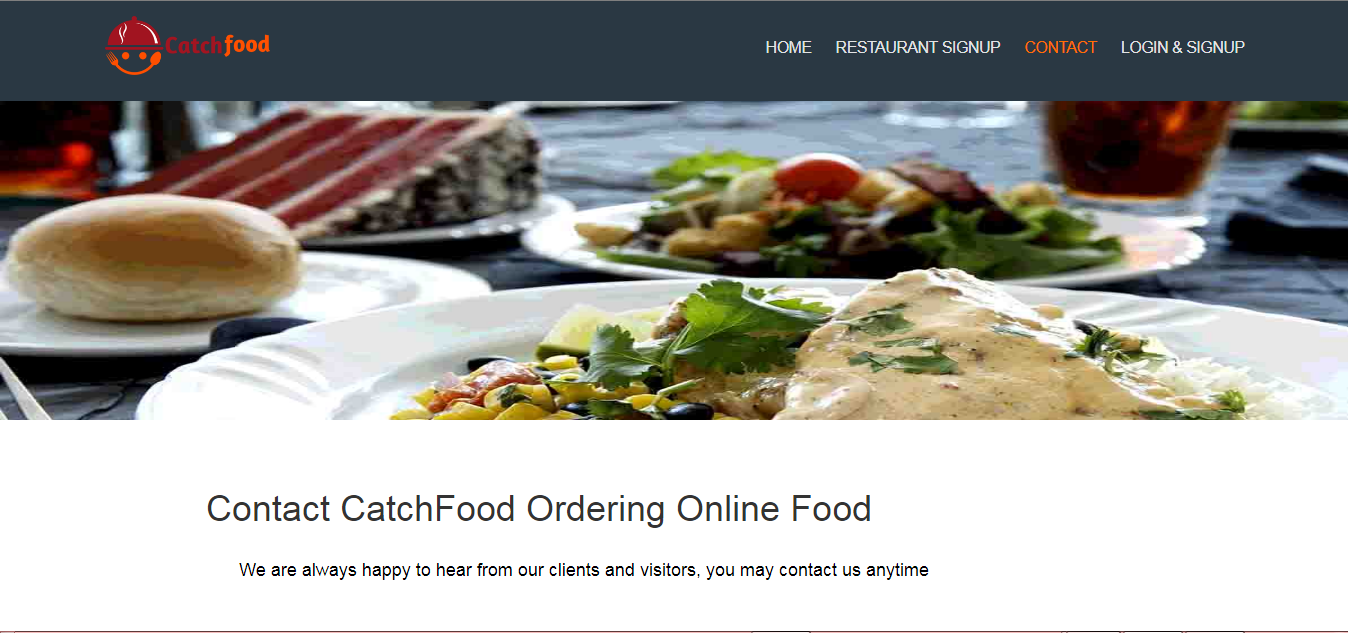 Catchfood
HOME RESTAURANT SIGNUP CONTACT LOGIN & SIGNUP
Contact CatchFood Ordering Online Food
We are always happy to hear from our clients and visitors, you may contact us anytime